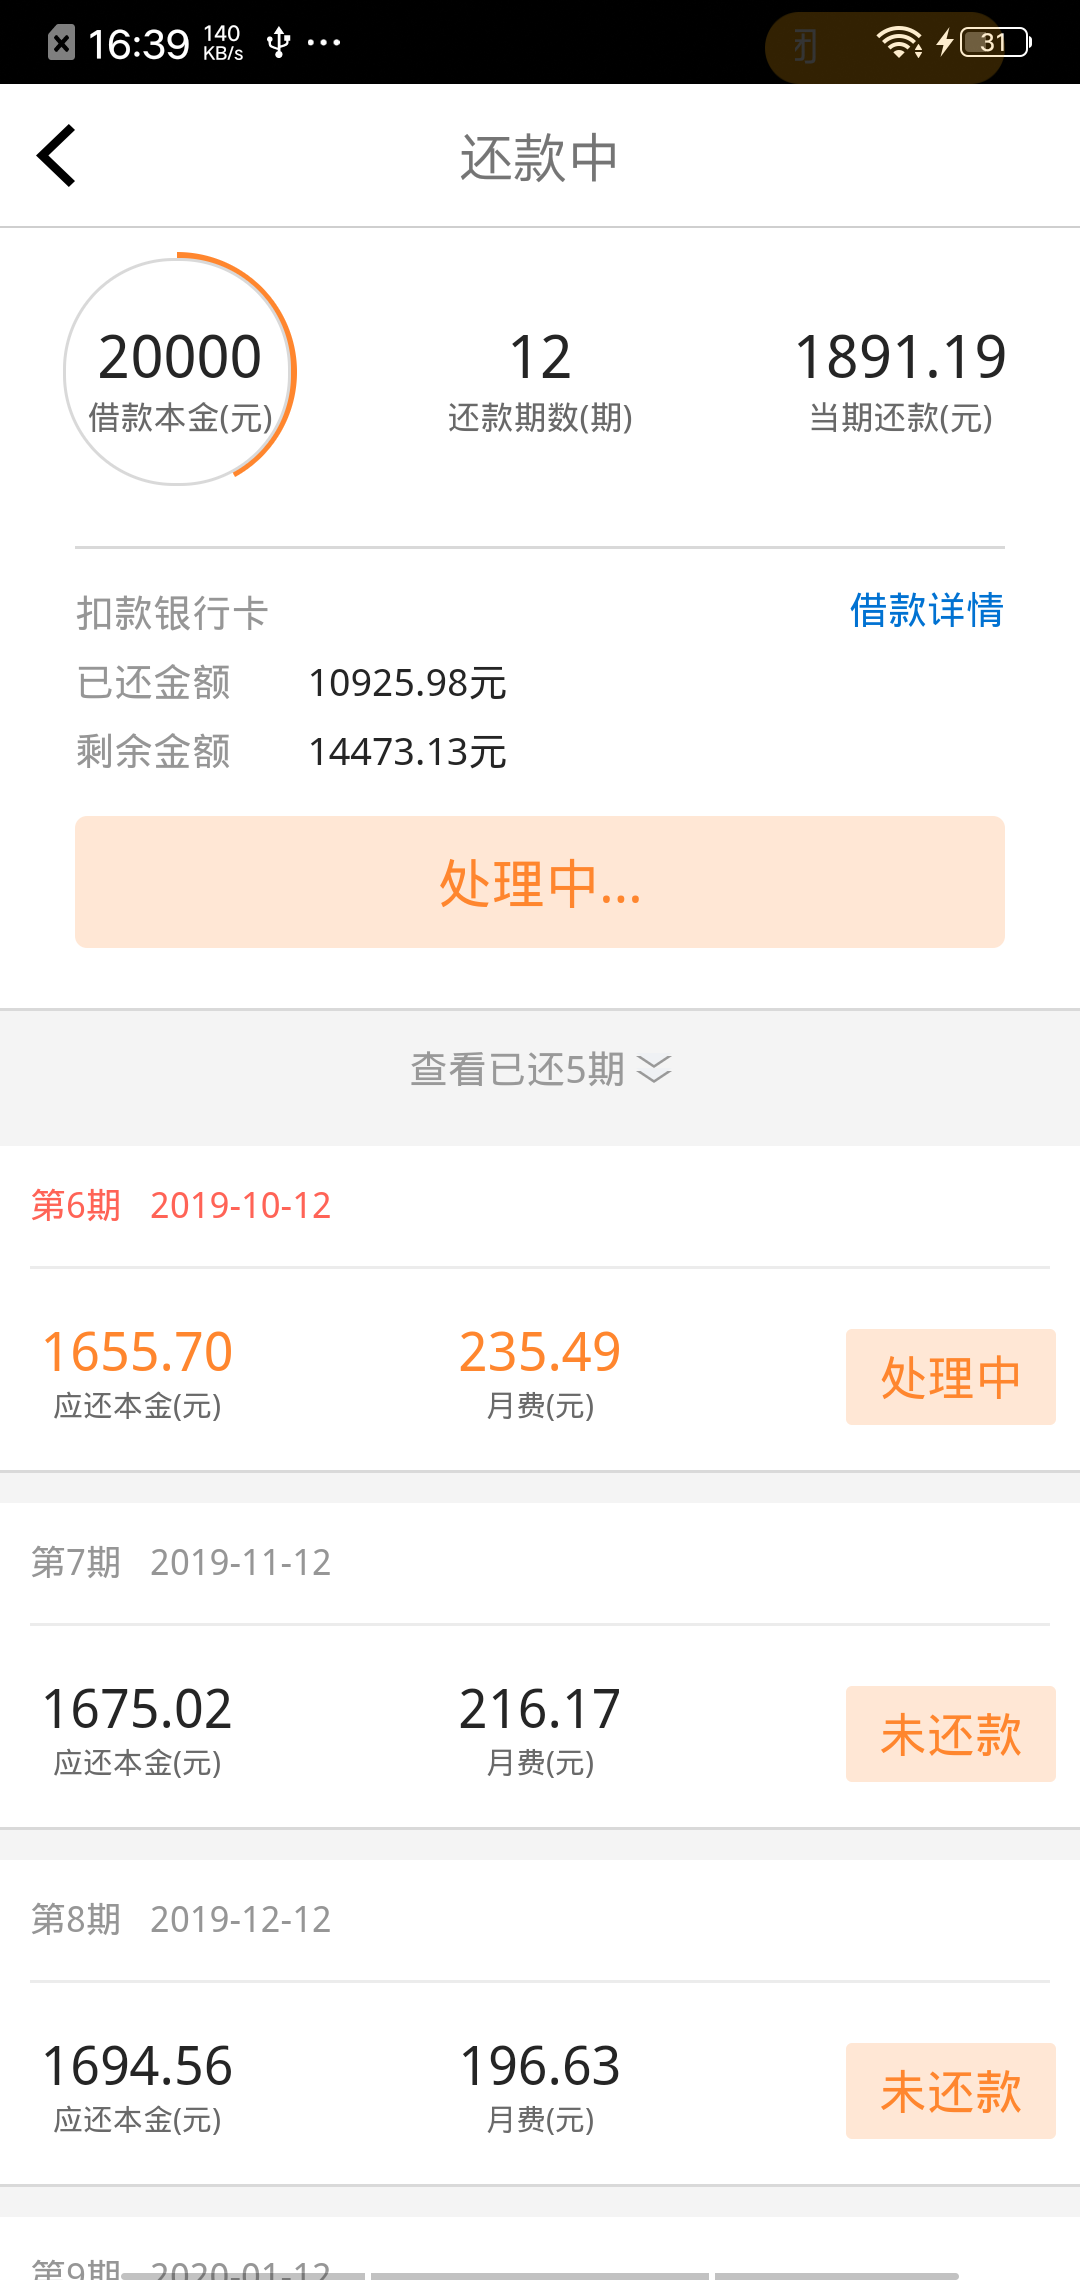 16:39 140 KB/s 31
还款中
20000 12 1891.19
借款本金(元) 还款期数(期) 当期还款(元)
扣款银行卡 借款详情
已还金额 10925.98元
剩余金额 14473.13元
处理中...
查看已还5期
第6期 2019-10-12
1655.70 235.49 处理中
应还本金(元) 月费(元)
第7期 2019-11-12
1675.02 216.17 未还款
应还本金(元) 月费(元)
第8期 2019-12-12
1694.56 196.63 未还款
应还本金(元) 月费(元)
第9期 2020-01-12